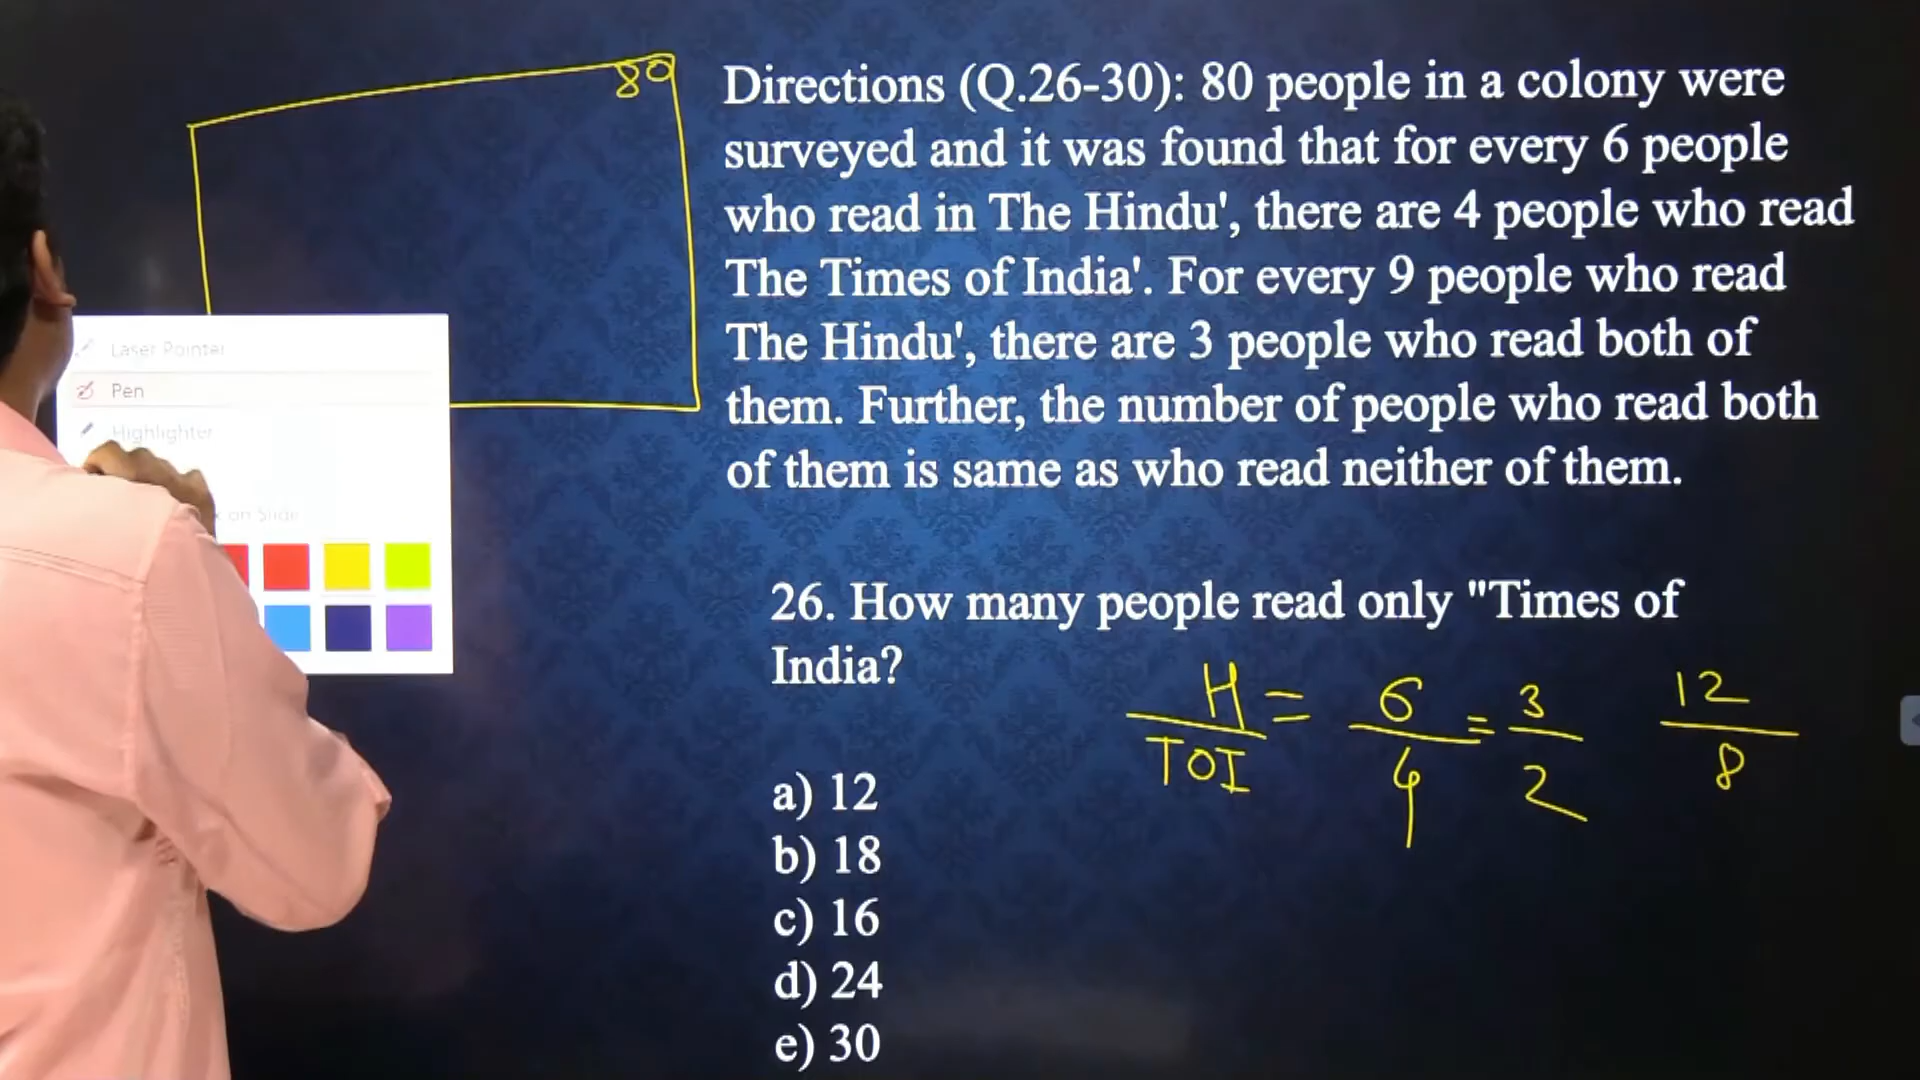 80
Directions (Q.26-30): 80 people in a colony were
surveyed and it was found that for every 6 people
who read in The Hindu', there are 4 people who read
The Times of India'. For every 9 people who read
The Hindu', there are 3 people who read both of
them. Further, the number of people who read both
of them is same as who read neither of them.
Laser Pointer
Pen
Highlighter
on Slide
26. How many people read only "Times of
India?
H/TOI = 6/4 = 3/2 12/8
a) 12
b) 18
c) 16
d) 24
e) 30